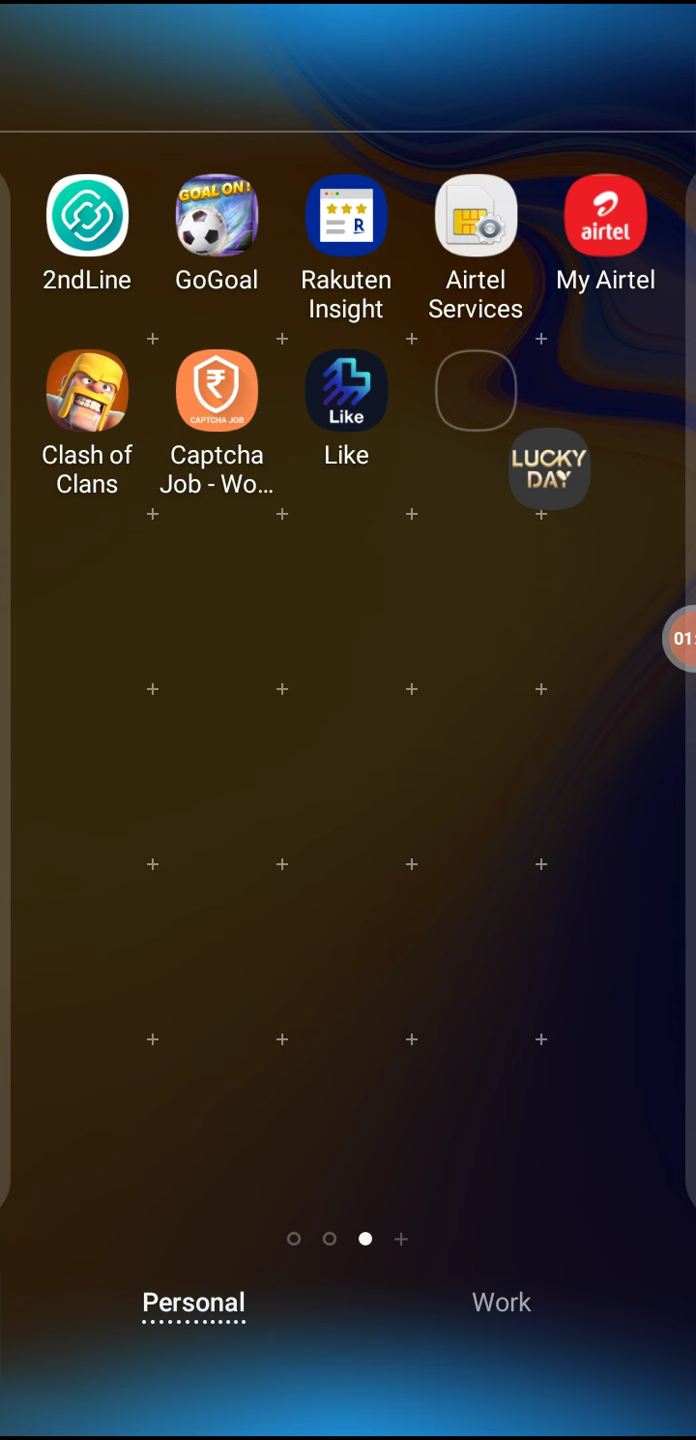 GOAL ON!
R
airtel
2ndLine
GoGoal
Rakuten
Insight
Airtel
Services
My Airtel
₹
CAPTCHA JOB
Like
Clash of
Clans
Captcha
Job - Wo...
Like
LUCKY
DAY
01:
Personal
Work